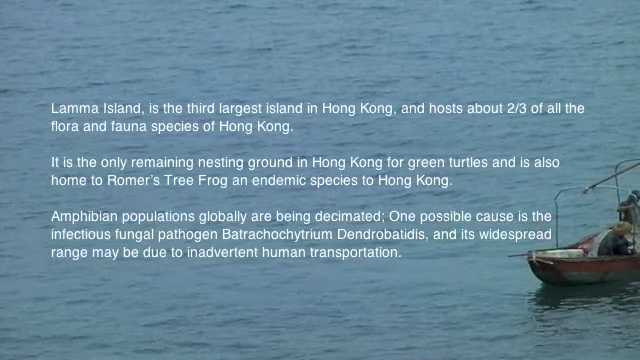 Lamma Island, is the third largest island in Hong Kong, and hosts about 2/3 of all the
flora and fauna species of Hong Kong.
It is the only remaining nesting ground in Hong Kong for green turtles and is also
home to Romer's Tree Frog an endemic species to Hong Kong.
Amphibian populations globally are being decimated; One possible cause is the
infectious fungal pathogen Batrachochytrium Dendrobatidis, and its widespread
range may be due to inadvertent human transportation.